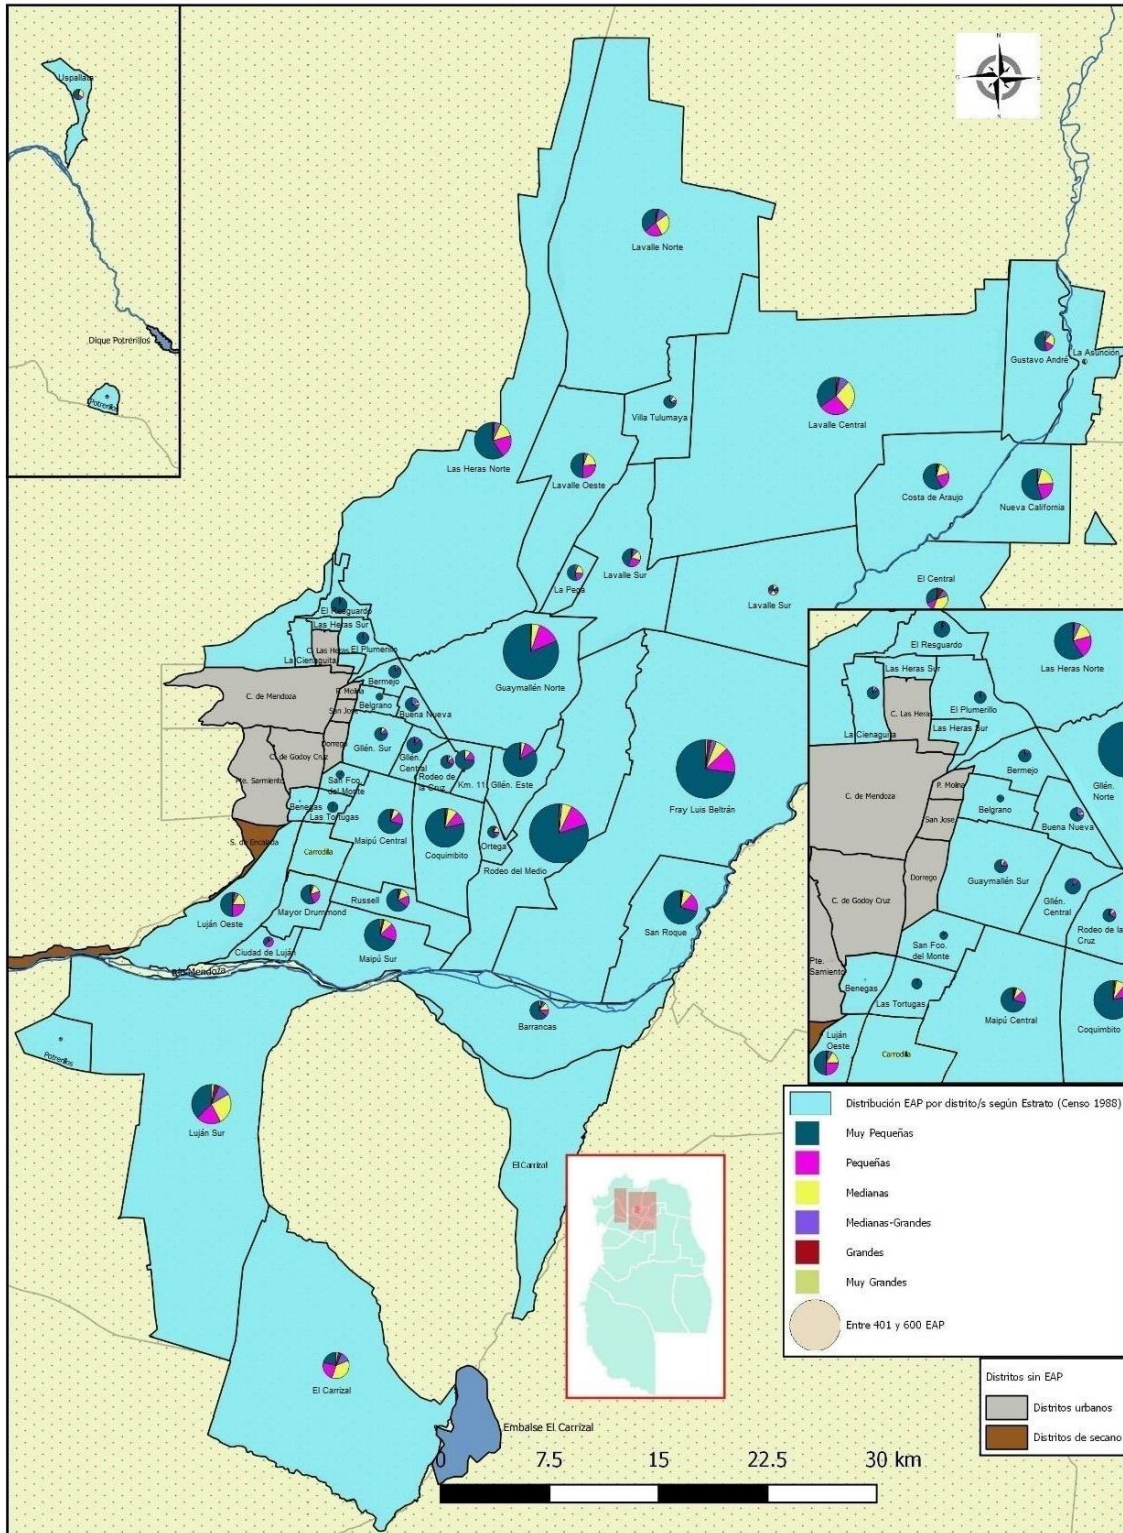 Uspallata
Dique Potrerillos
Potrerillos
N
Lavalle Norte
Gustavo André
La Asunción
Villa Tulumaya
Lavalle Central
Las Heras Norte
Lavalle Oeste
Costa de Araujo
Nueva California
La Pega
Lavalle Sur
Lavalle Sur
El Central
El Resguardo
Las Heras Sur
C. Las Heras
El Plumerillo
La Cienaguita
Guaymallén Norte
Bermejo
C. de Mendoza
P. Molina
Belgrano
San Jose
Buena Nueva
Dorrego
Gllén. Sur
Gllén.
Central
C. de Godoy Cruz
Rodeo de
la Cruz
Km. 11
Gllén. Este
Fray Luis Beltrán
Pte. Sarmiento
San Fco.
del Monte
Benegas
Las Tortugas
Maipú Central
Coquimbito
Ortega
Rodeo del Medio
S. de Encalada
Carrodilla
Luján Oeste
Mayor Drummond
Russell
San Roque
Ciudad de Luján
Maipú Sur
Río Mendoza
Barrancas
Potrerillos
Luján Sur
El Carrizal
El Carrizal
Embalse El Carrizal
0 7.5 15 22.5 30 km
El Resguardo
Las Heras Sur
Las Heras Norte
La Cienaguita
C. Las Heras
El Plumerillo
Las Heras Sur
C. de Mendoza
P. Molina
Bermejo
Gllén.
Norte
Belgrano
San Jose
Buena Nueva
Dorrego
Guaymallén Sur
C. de Godoy Cruz
Gllén.
Central
Rodeo de la
Cruz
San Foo.
del Monte
Pte.
Samiento
Benegas
Las Tortugas
Maipú Central
Coquimbito
Luján
Oeste
Carrodilla
Distribución EAP por distrito/s según Estrato (Censo 1988)
Muy Pequeñas
Pequeñas
Medianas
Medianas-Grandes
Grandes
Muy Grandes
Entre 401 y 600 EAP
Distritos sin EAP
Distritos urbanos
Distritos de secano